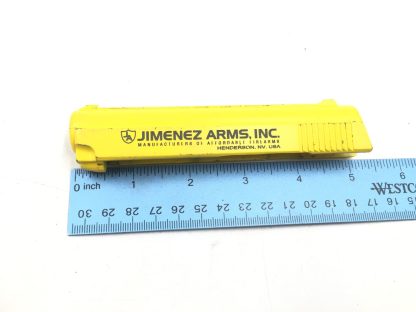 JIMENEZ ARMS, INC.
MANUFACTURERS OF AFFORDABLE FIREARMS
HENDERSON, NV. USA
0 inch 1 2 3 4 5 6
WESTC
30 29 28 27 26 25 24 23 22 21 20 19 18 17 16 15